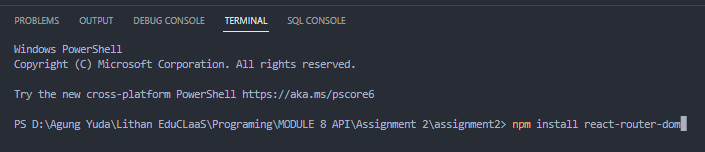 PROBLEMS OUTPUT DEBUG CONSOLE TERMINAL SQL CONSOLE
Windows PowerShell
Copyright (C) Microsoft Corporation. All rights reserved.
Try the new cross-platform PowerShell https://aka.ms/pscore6
PS D:\Agung Yuda\Lithan EduCLaaS\Programing\MODULE 8 API\Assignment 2\assignment2> npm install react-router-dom